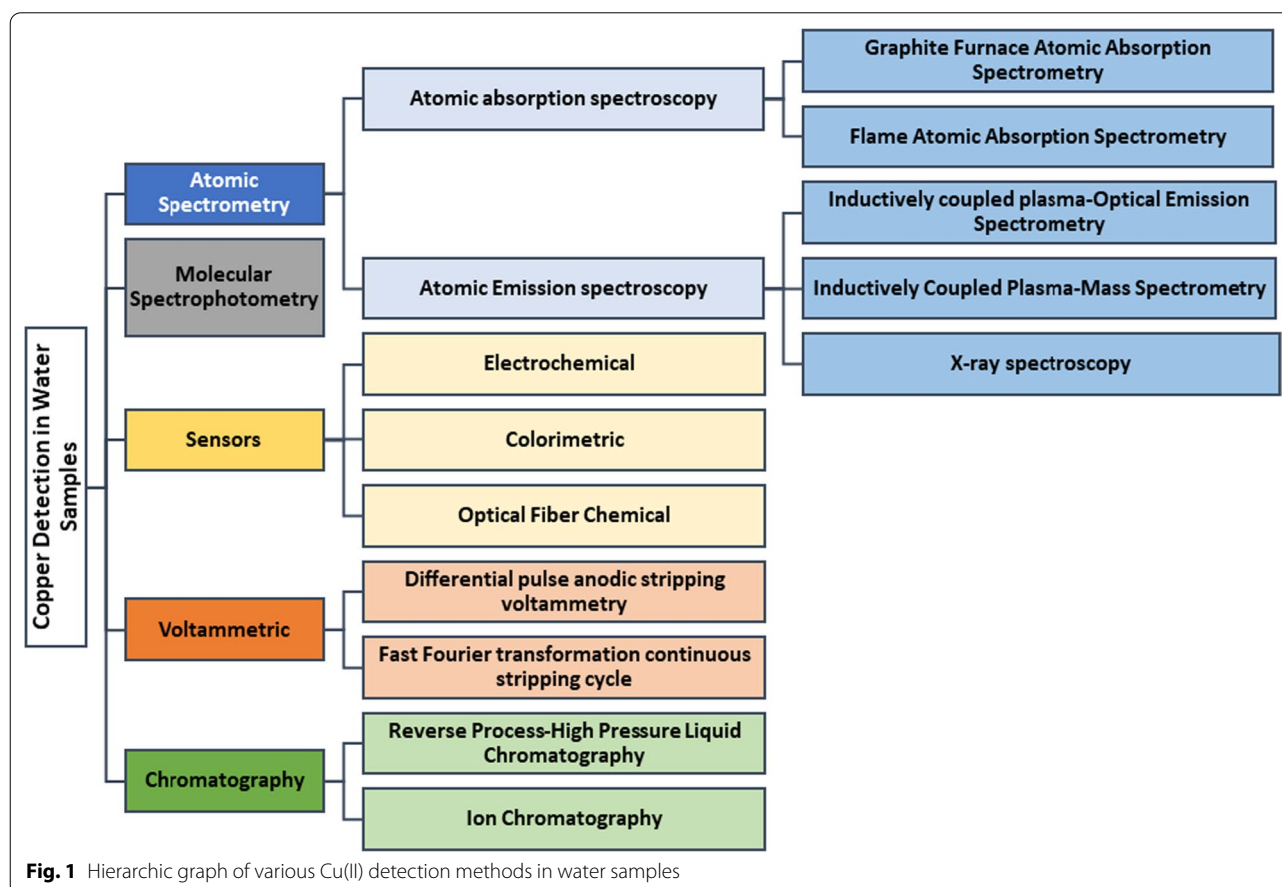 Copper Detection in Water
Samples
Atomic
Spectrometry
Molecular
Spectrophotometry
Sensors
Voltammetric
Chromatography
Atomic absorption spectroscopy
Atomic Emission spectroscopy
Electrochemical
Colorimetric
Optical Fiber Chemical
Differential pulse anodic stripping
voltammetry
Fast Fourier transformation continuous
stripping cycle
Reverse Process-High Pressure Liquid
Chromatography
Ion Chromatography
Graphite Furnace Atomic Absorption
Spectrometry
Flame Atomic Absorption Spectrometry
Inductively coupled plasma-Optical Emission
Spectrometry
Inductively Coupled Plasma-Mass Spectrometry
X-ray spectroscopy
Fig. 1 Hierarchic graph of various Cu(II) detection methods in water samples